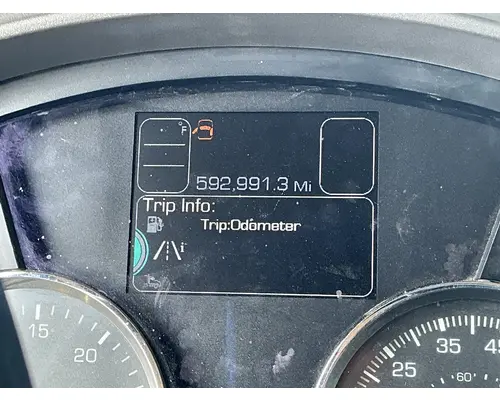 °F
592,991.3 Mi
Trip Info:
Trip:Odometer
i
15
20
25
35
45
60